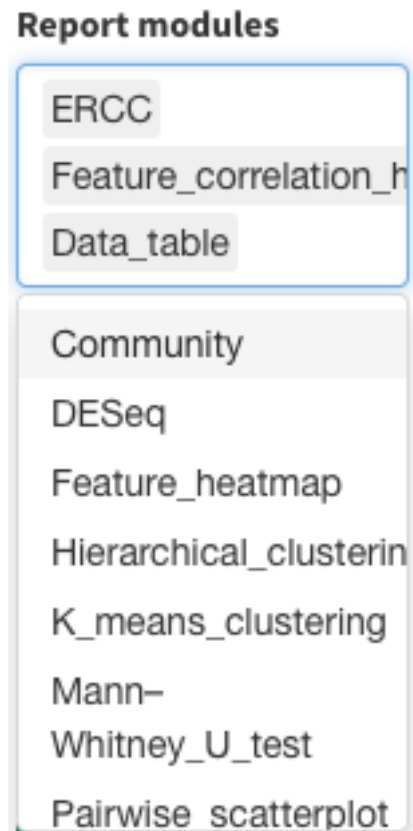 Report modules
ERCC
Feature_correlation_h
Data_table
Community
DESeq
Feature_heatmap
Hierarchical_clusterin
K_means_clustering
Mann–
Whitney_U_test
Pairwise_scatterplot